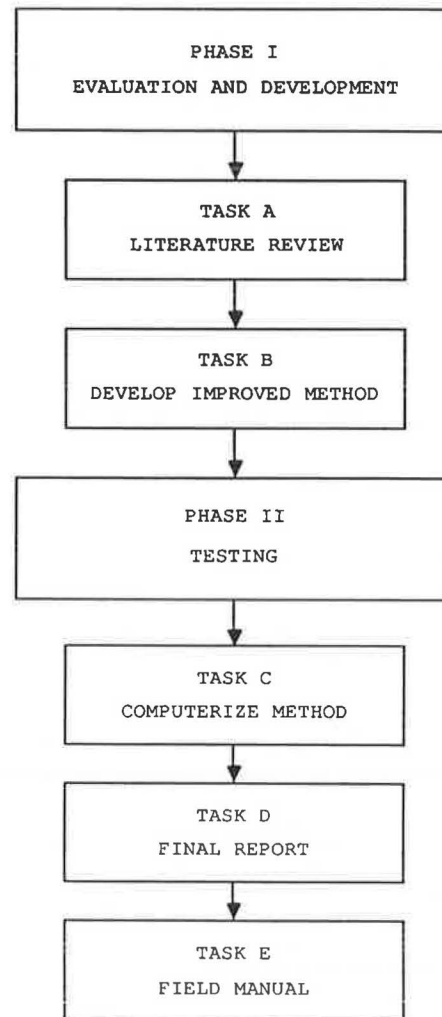 PHASE I
EVALUATION AND DEVELOPMENT
TASK A
LITERATURE REVIEW
TASK B
DEVELOP IMPROVED METHOD
PHASE II
TESTING
TASK C
COMPUTERIZE METHOD
TASK D
FINAL REPORT
TASK E
FIELD MANUAL